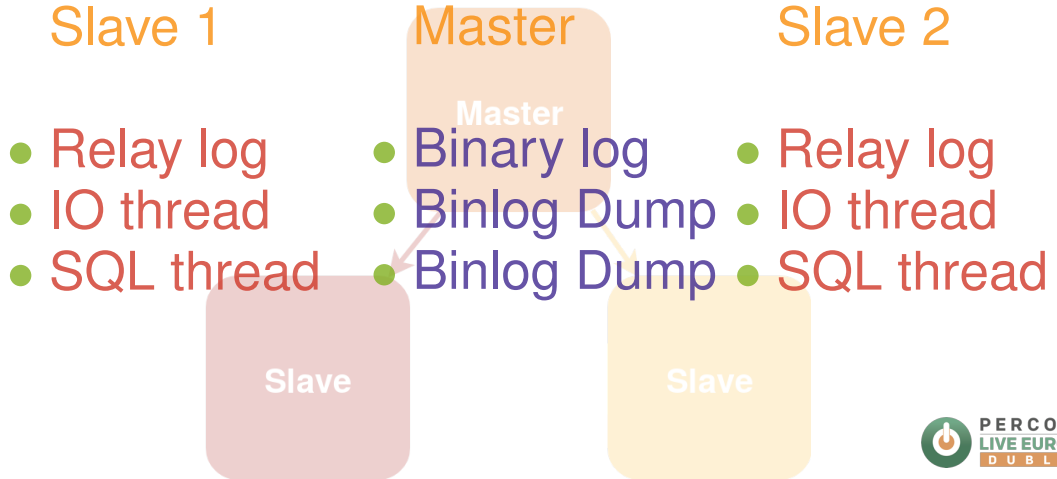 Slave 1
• Relay log
• IO thread
• SQL thread
Master
• Binary log
• Binlog Dump
• Binlog Dump
Slave 2
• Relay log
• IO thread
• SQL thread
Master
Slave
Slave
PERCO
LIVE EUR
DUBL